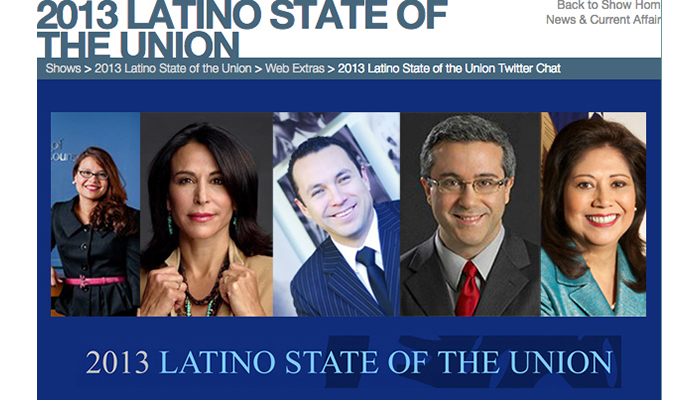 2013 LATINO STATE OF
THE UNION
Back to Show Hom
News & Current Affair
Shows > 2013 Latino State of the Union > Web Extras > 2013 Latino State of the Union Twitter Chat
of
2013 LATINO STATE OF THE UNION